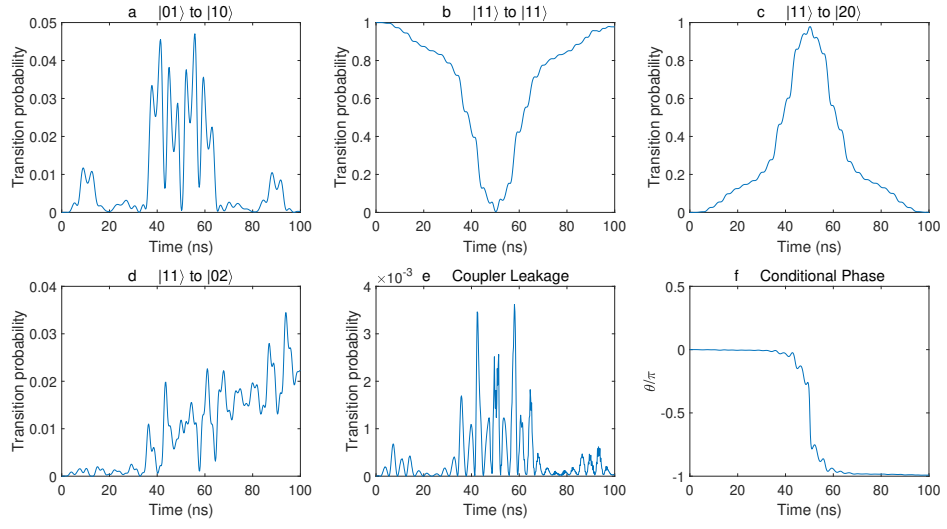 a |01⟩ to |10⟩
0.05
0.04
0.03
0.02
0.01
0
Transition probability
0 20 40 60 80 100
Time (ns)
b |11⟩ to |11⟩
1
0.8
0.6
0.4
0.2
0
Transition probability
0 20 40 60 80 100
Time (ns)
c |11⟩ to |20⟩
1
0.8
0.6
0.4
0.2
0
Transition probability
0 20 40 60 80 100
Time (ns)
d |11⟩ to |02⟩
0.04
0.03
0.02
0.01
0
Transition probability
0 20 40 60 80 100
Time (ns)
×10⁻³ e Coupler Leakage
4
3
2
1
0
Transition probability
0 20 40 60 80 100
Time (ns)
f Conditional Phase
0.5
0
-0.5
-1
θ/π
0 20 40 60 80 100
Time (ns)